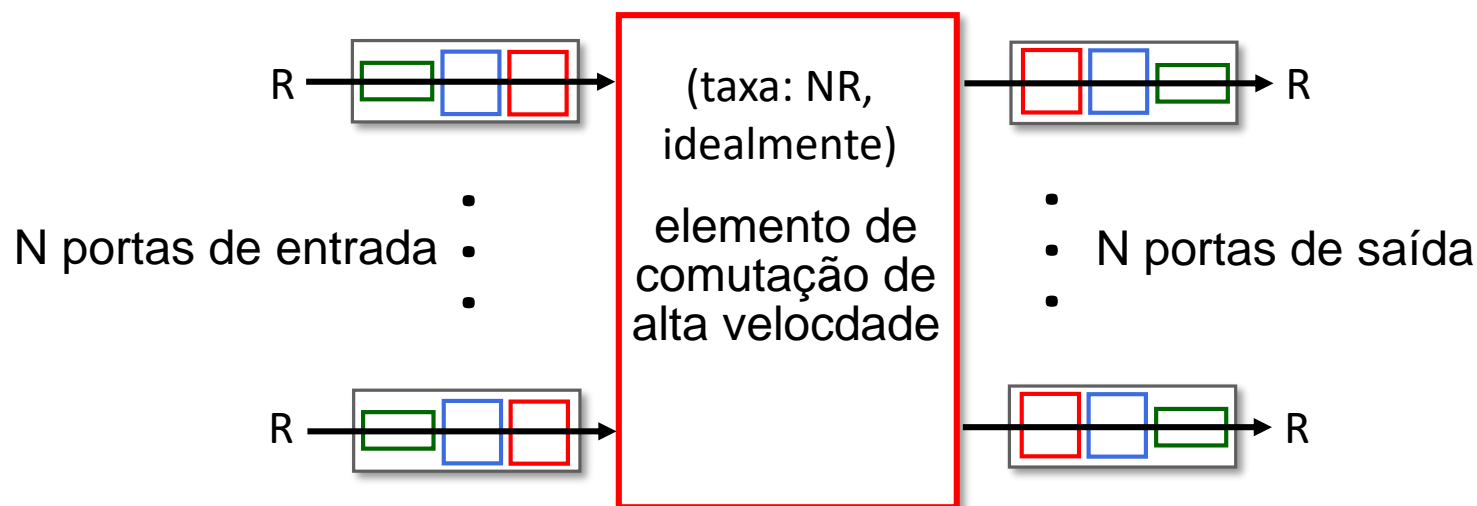 R
(taxa: NR,
idealmente)
R
N portas de entrada
elemento de
comutação de
alta velocdade
N portas de saída
R
R